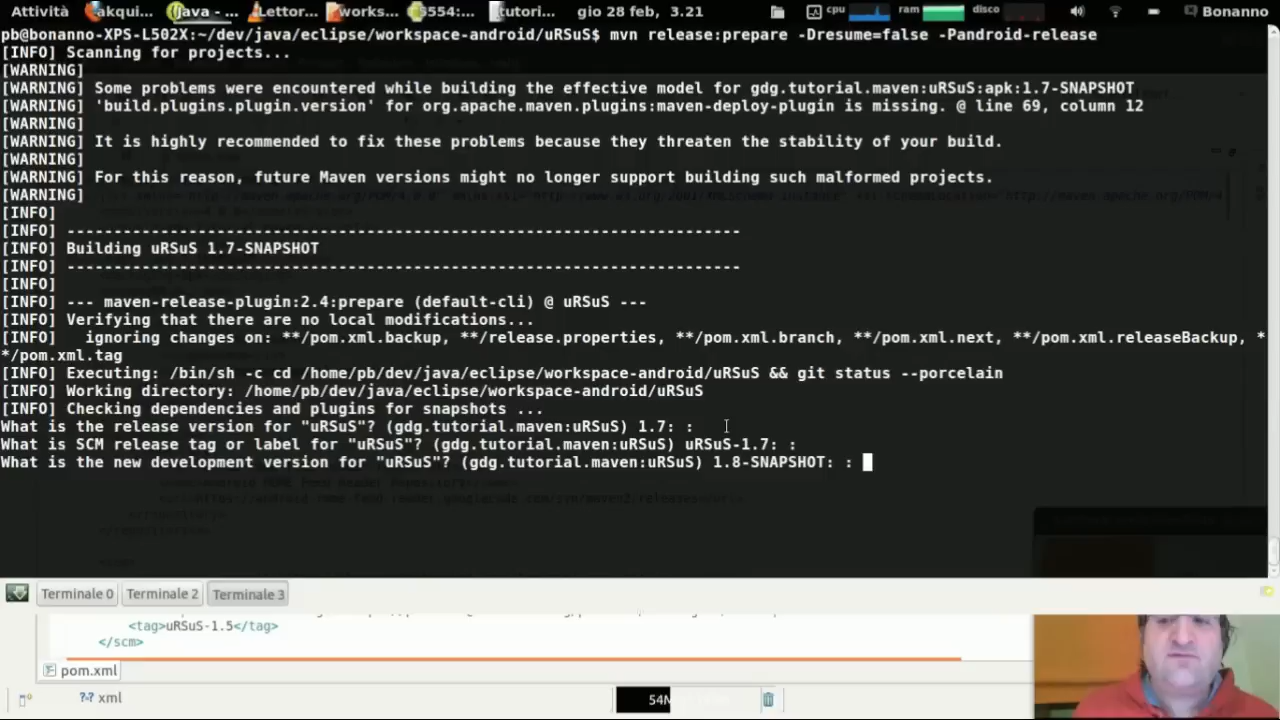 Attività akqui... (java - ... Lettor... works... 5554:... tutori... gio 28 feb, 3.21 cpu ram disco Bonanno
pb@bonanno-XPS-L502X:~/dev/java/eclipse/workspace-android/uRSuS$ mvn release:prepare -Dresume=false -Pandroid-release
[INFO] Scanning for projects...
[WARNING]
[WARNING] Some problems were encountered while building the effective model for gdg.tutorial.maven:uRSuS:apk:1.7-SNAPSHOT
[WARNING] 'build.plugins.plugin.version' for org.apache.maven.plugins:maven-deploy-plugin is missing. @ line 69, column 12
[WARNING]
[WARNING] It is highly recommended to fix these problems because they threaten the stability of your build.
[WARNING]
[WARNING] For this reason, future Maven versions might no longer support building such malformed projects.
[WARNING]
[INFO]
[INFO] ------------------------------------------------------------------------
[INFO] Building uRSuS 1.7-SNAPSHOT
[INFO] ------------------------------------------------------------------------
[INFO]
[INFO] --- maven-release-plugin:2.4:prepare (default-cli) @ uRSuS ---
[INFO] Verifying that there are no local modifications...
[INFO]   ignoring changes on: **/pom.xml.backup, **/release.properties, **/pom.xml.branch, **/pom.xml.next, **/pom.xml.releaseBackup, *
*/pom.xml.tag
[INFO] Executing: /bin/sh -c cd /home/pb/dev/java/eclipse/workspace-android/uRSuS && git status --porcelain
[INFO] Working directory: /home/pb/dev/java/eclipse/workspace-android/uRSuS
[INFO] Checking dependencies and plugins for snapshots ...
What is the release version for "uRSuS"? (gdg.tutorial.maven:uRSuS) 1.7: :
What is SCM release tag or label for "uRSuS"? (gdg.tutorial.maven:uRSuS) uRSuS-1.7: :
What is the new development version for "uRSuS"? (gdg.tutorial.maven:uRSuS) 1.8-SNAPSHOT: :
Terminale 0 Terminale 2 Terminale 3
<tag>uRSuS-1.5</tag>
</scm>
pom.xml
xml 54M